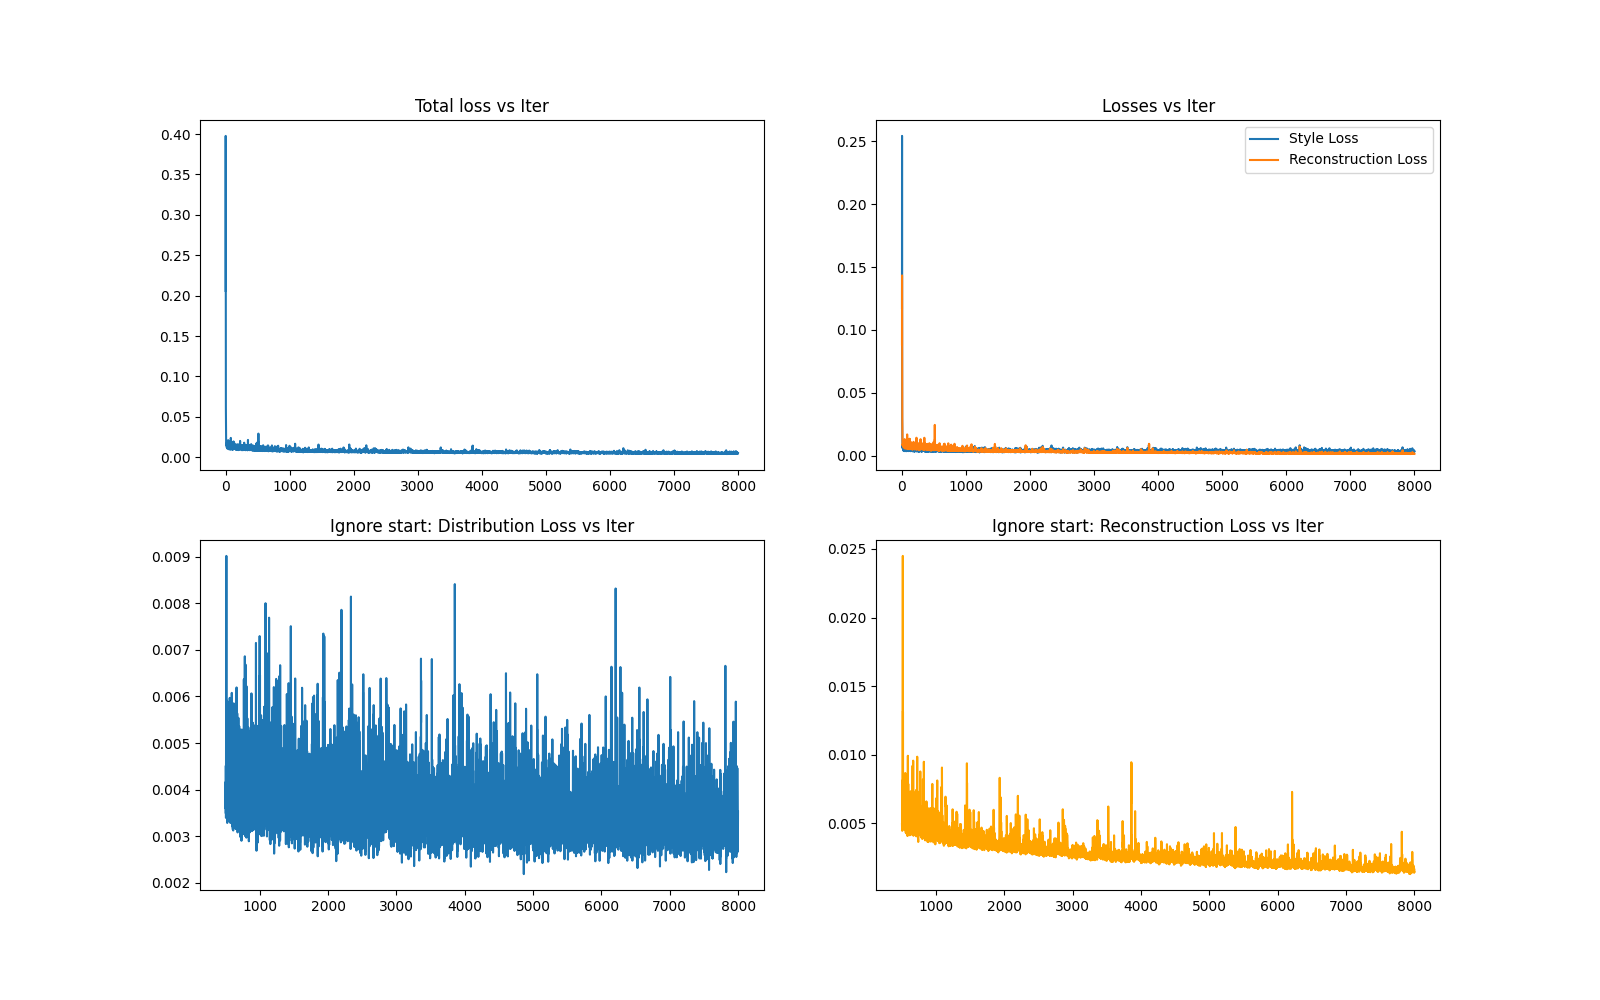 Total loss vs Iter
0.40
0.35
0.30
0.25
0.20
0.15
0.10
0.05
0.00
0 1000 2000 3000 4000 5000 6000 7000 8000
Losses vs Iter
Style Loss
Reconstruction Loss
0.25
0.20
0.15
0.10
0.05
0.00
0 1000 2000 3000 4000 5000 6000 7000 8000
Ignore start: Distribution Loss vs Iter
0.009
0.008
0.007
0.006
0.005
0.004
0.003
0.002
1000 2000 3000 4000 5000 6000 7000 8000
Ignore start: Reconstruction Loss vs Iter
0.025
0.020
0.015
0.010
0.005
1000 2000 3000 4000 5000 6000 7000 8000